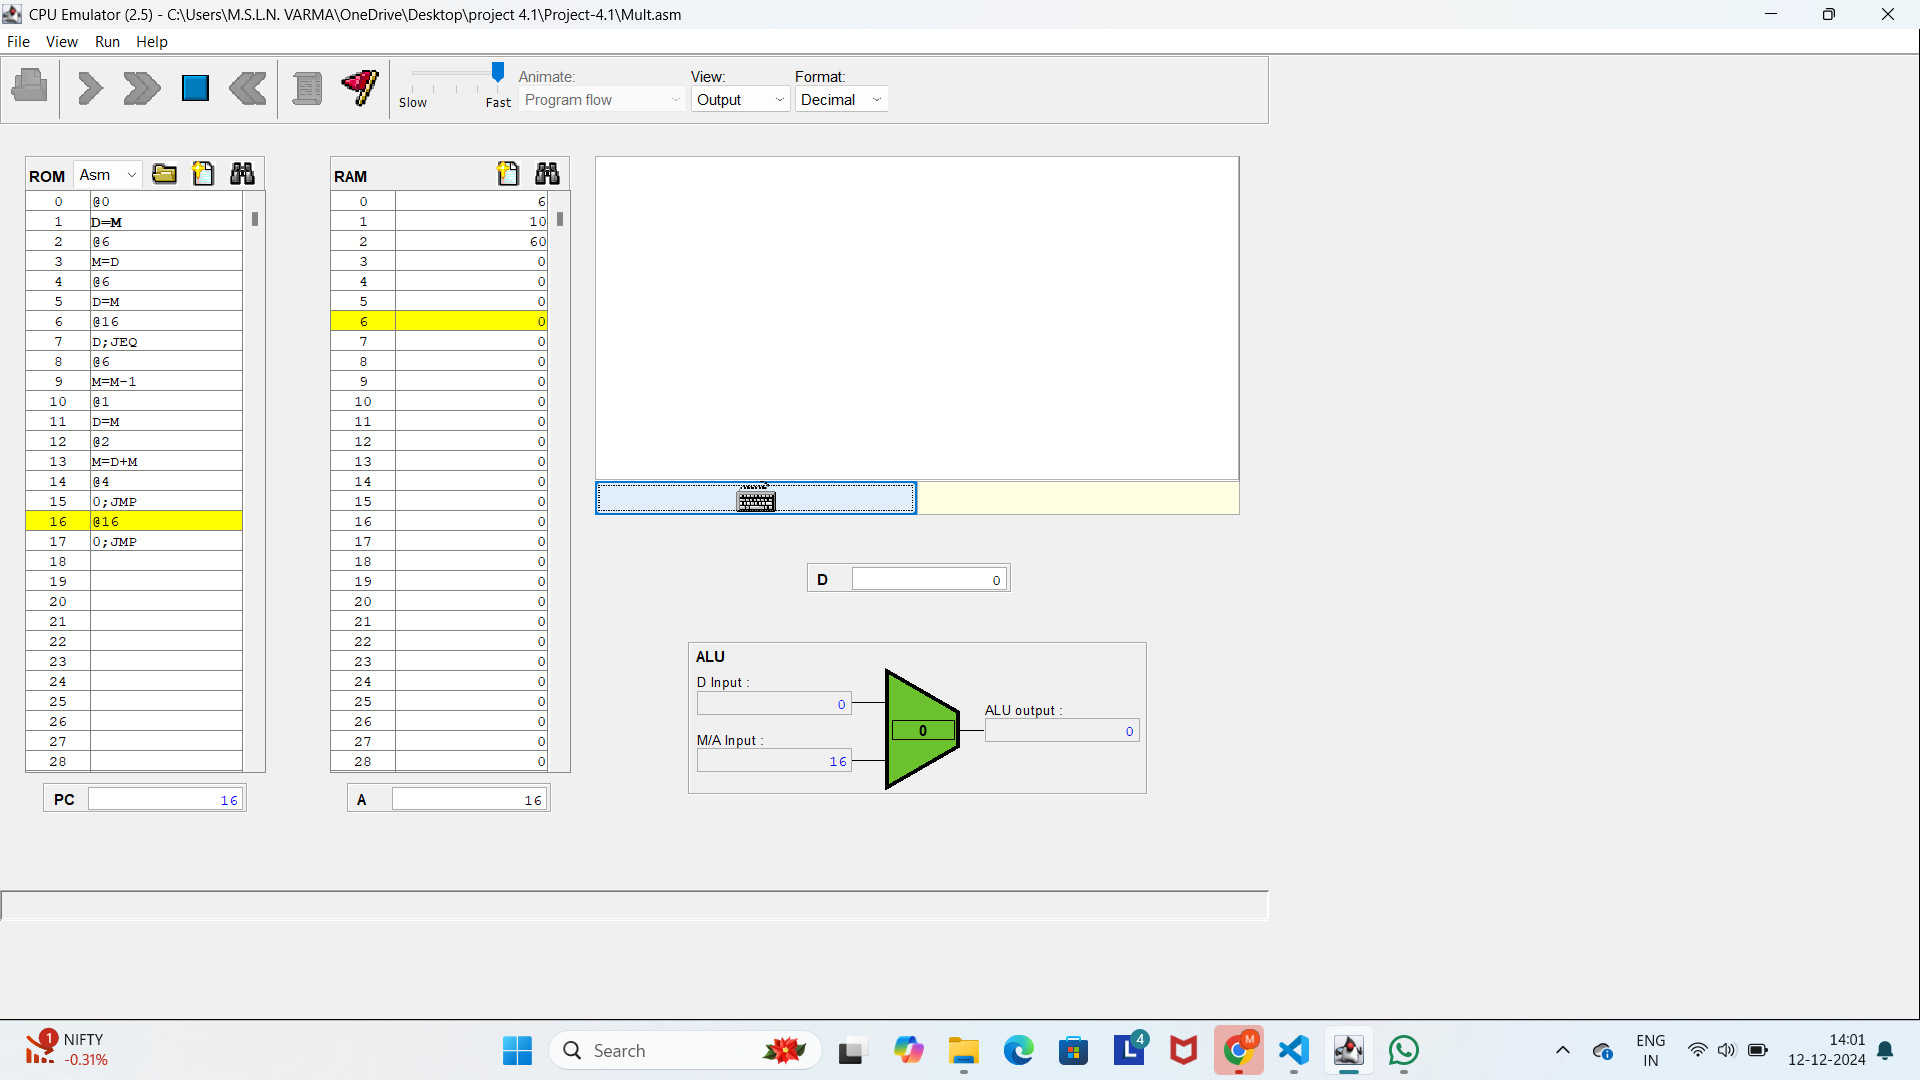 CPU Emulator (2.5) - C:\Users\M.S.L.N. VARMA\OneDrive\Desktop\project 4.1\Project-4.1\Mult.asm
File View Run Help
Slow Fast
Animate:
Program flow
View:
Output
Format:
Decimal
ROM Asm
0 @0
1 D=M
2 @6
3 M=D
4 @6
5 D=M
6 @16
7 D;JEQ
8 @6
9 M=M-1
10 @1
11 D=M
12 @2
13 M=D+M
14 @4
15 0;JMP
16 @16
17 0;JMP
18
19
20
21
22
23
24
25
26
27
28
PC 16
RAM
0 6
1 10
2 60
3 0
4 0
5 0
6 0
7 0
8 0
9 0
10 0
11 0
12 0
13 0
14 0
15 0
16 0
17 0
18 0
19 0
20 0
21 0
22 0
23 0
24 0
25 0
26 0
27 0
28 0
A 16
D 0
ALU
D Input :
0
M/A Input :
16
0
ALU output :
0
1
NIFTY
-0.31%
Search
L
4
M
ENG
IN
14:01
12-12-2024